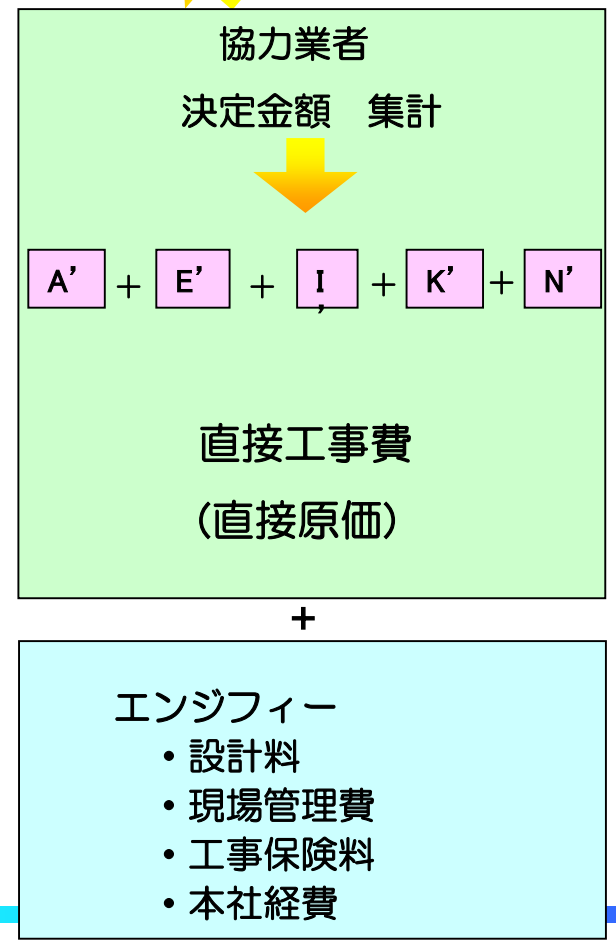 協力業者
決定金額　集計
A’ + E’ + I’ + K’ + N’
直接工事費
(直接原価)
+
エンジフィー
・設計料
・現場管理費
・工事保険料
・本社経費